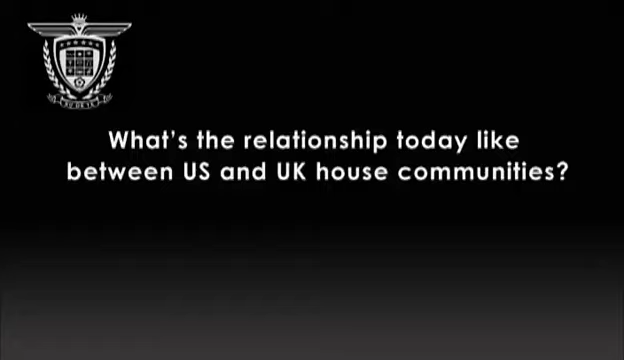 What's the relationship today like
between US and UK house communities?